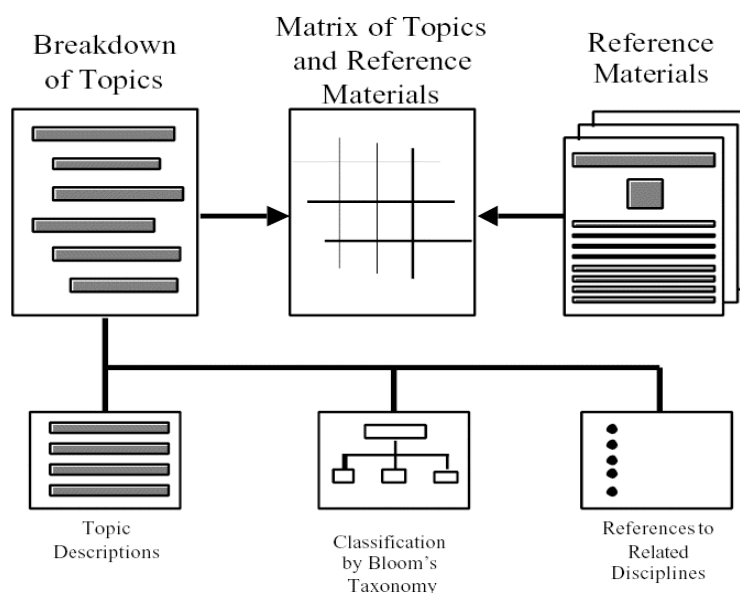 Breakdown
of Topics
Matrix of Topics
and Reference
Materials
Reference
Materials
Topic
Descriptions
Classification
by Bloom's
Taxonomy
References to
Related
Disciplines